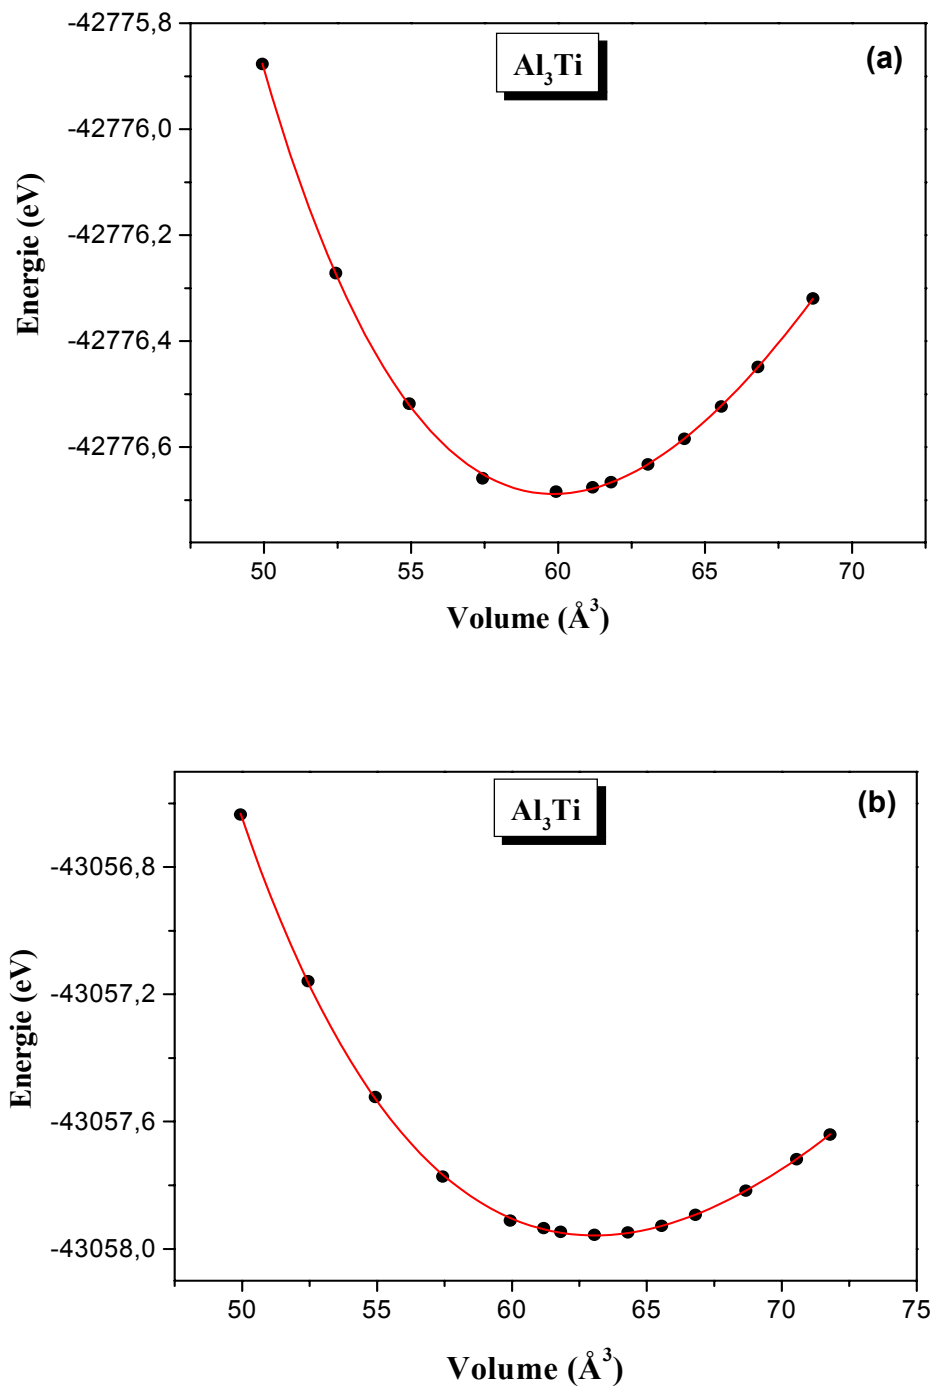 -42775,8
Al₃Ti
(a)
-42776,0
-42776,2
-42776,4
-42776,6
Energie (eV)
50 55 60 65 70
Volume (Å³)
Al₃Ti
(b)
-43056,8
-43057,2
-43057,6
-43058,0
Energie (eV)
50 55 60 65 70 75
Volume (Å³)